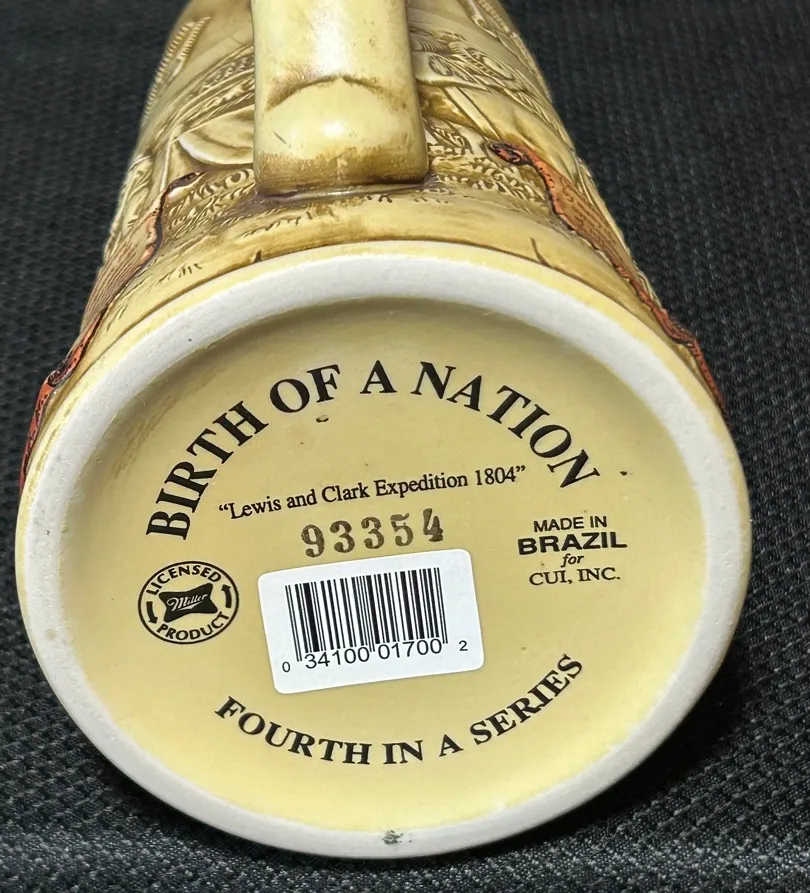 BIRTH OF A NATION
“Lewis and Clark Expedition 1804”
93354
MADE IN
BRAZIL
for
CUI, INC.
LICENSED
Miller
PRODUCT
0 34100 01700 2
FOURTH IN A SERIES